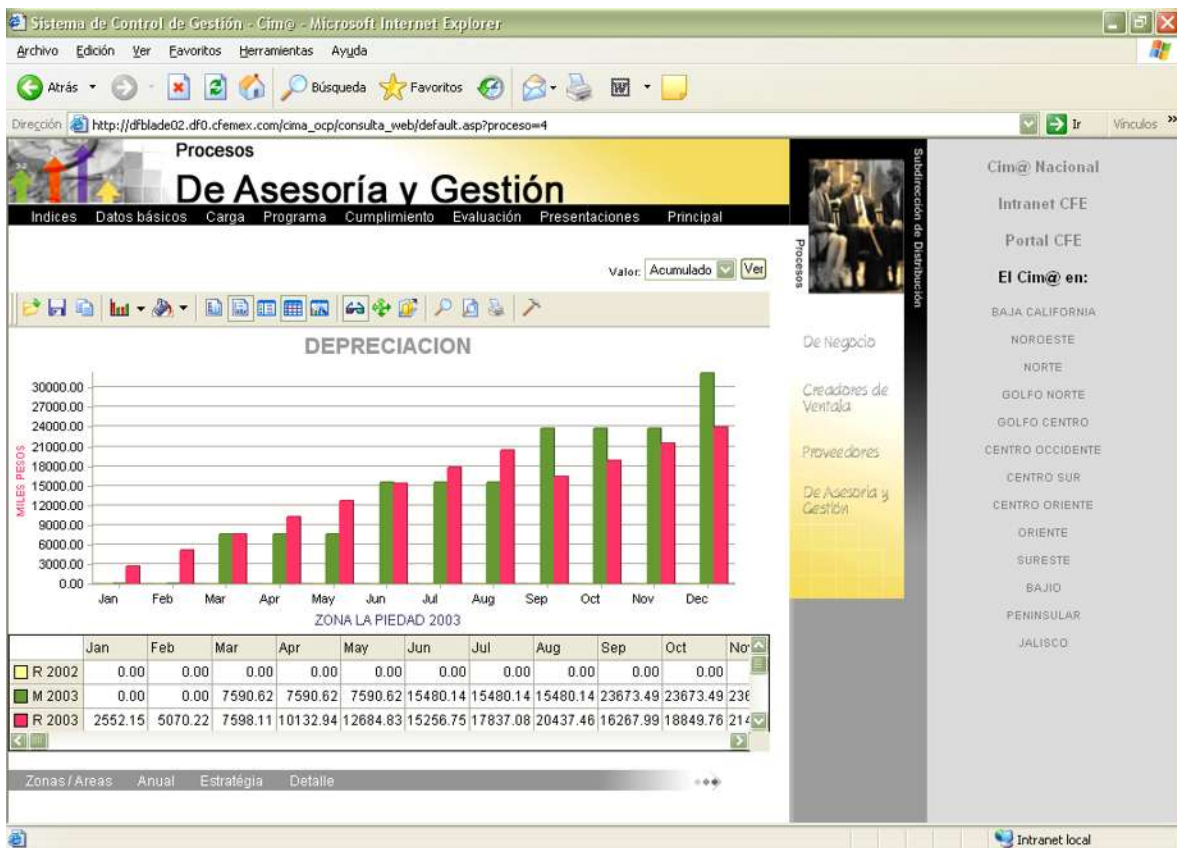 Sistema de Control de Gestión - Cim@ - Microsoft Internet Explorer
Archivo Edición Ver Favoritos Herramientas Ayuda
Atrás Búsqueda Favoritos
Dirección http://dfblade02.df0.cfemex.com/cima_ocp/consulta_web/default.asp?proceso=4 Ir Vínculos »
Procesos
De Asesoría y Gestión
Indices Datos básicos Carga Programa Cumplimiento Evaluación Presentaciones Principal
Valor: Acumulado Ver
DEPRECIACION
30000.00
27000.00
24000.00
21000.00
18000.00
15000.00
12000.00
9000.00
6000.00
3000.00
0.00
MILES PESOS
Jan Feb Mar Apr May Jun Jul Aug Sep Oct Nov Dec
ZONA LA PIEDAD 2003
Jan Feb Mar Apr May Jun Jul Aug Sep Oct Nov
R 2002 0.00 0.00 0.00 0.00 0.00 0.00 0.00 0.00 0.00 0.00
M 2003 0.00 0.00 7590.62 7590.62 7590.62 15480.14 15480.14 15480.14 23673.49 23673.49 236
R 2003 2552.15 5070.22 7598.11 10132.94 12684.83 15256.75 17837.08 20437.46 16267.99 18849.76 214
Zonas/Areas Anual Estratégia Detalle
Procesos
Subdirección de Distribución
De Negocio
Creadores de
Ventaja
Proveedores
De Asesoría y
Gestión
Cim@ Nacional
Intranet CFE
Portal CFE
El Cim@ en:
BAJA CALIFORNIA
NOROESTE
NORTE
GOLFO NORTE
GOLFO CENTRO
CENTRO OCCIDENTE
CENTRO SUR
CENTRO ORIENTE
ORIENTE
SURESTE
BAJIO
PENINSULAR
JALISCO
Intranet local